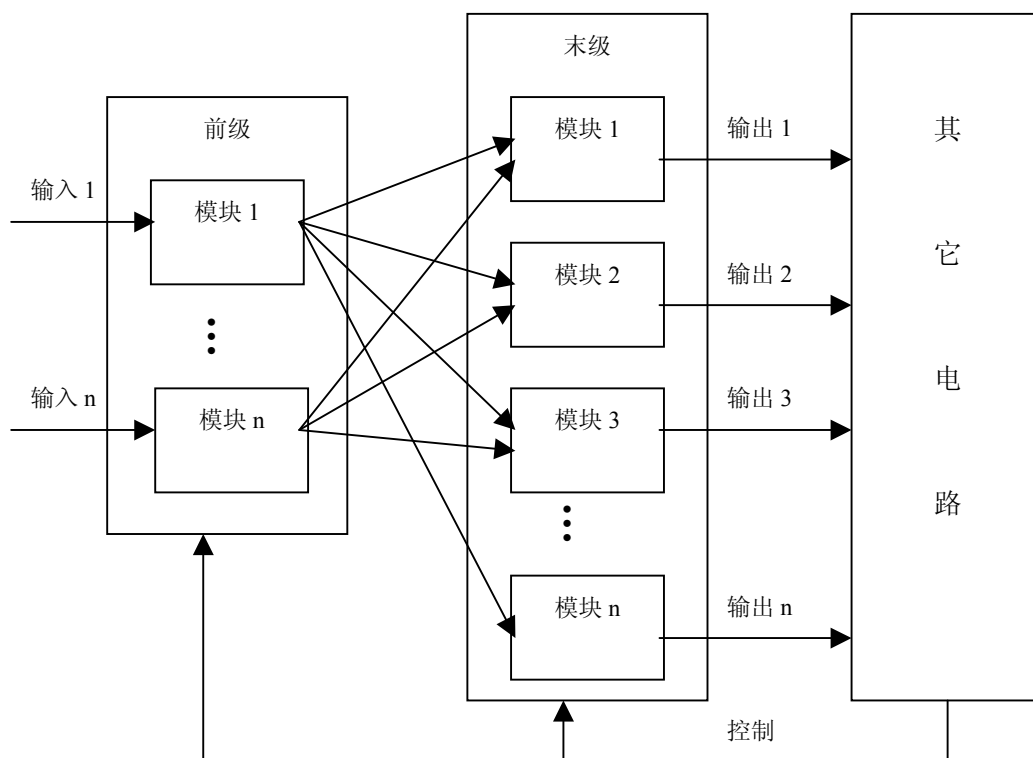 前级
输入 1
模块 1
输入 n
模块 n
末级
模块 1
模块 2
模块 3
模块 n
输出 1
输出 2
输出 3
输出 n
控制
其
它
电
路